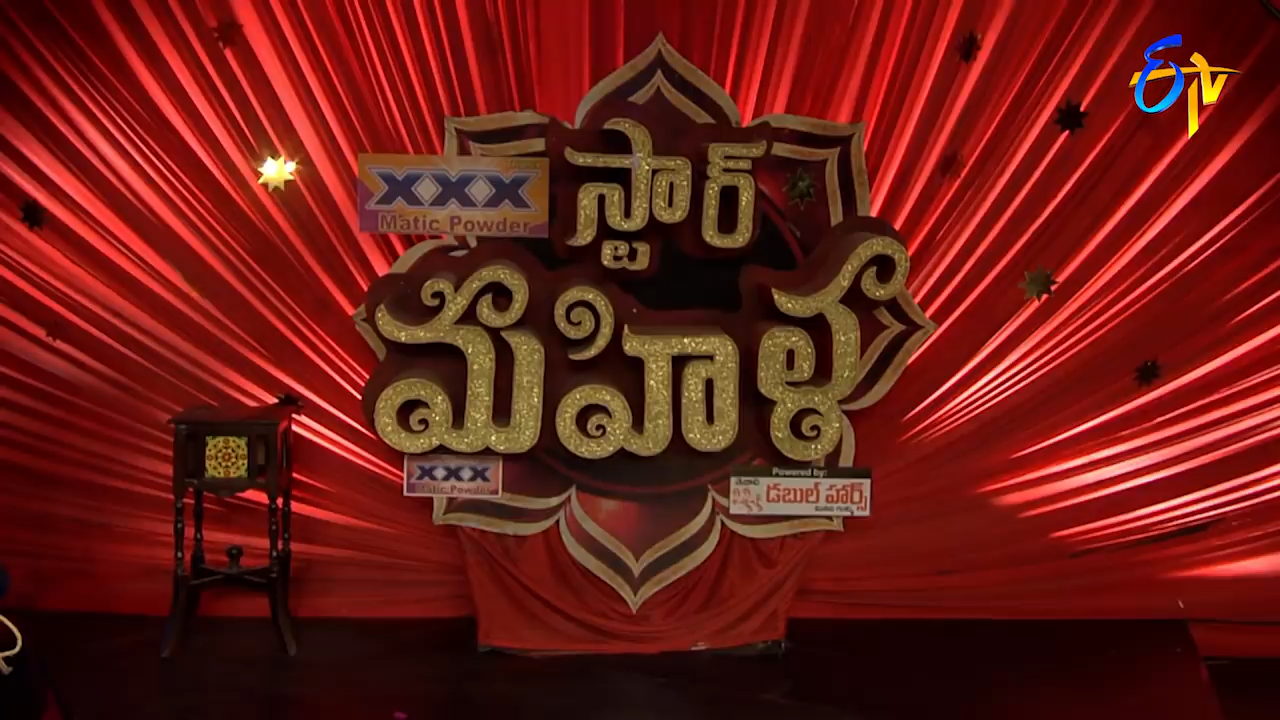 ETV
స్టార్
XXX
Matic Powder
మహిళ
XXX
Matic Powder
Powered by:
డబుల్ హార్స్